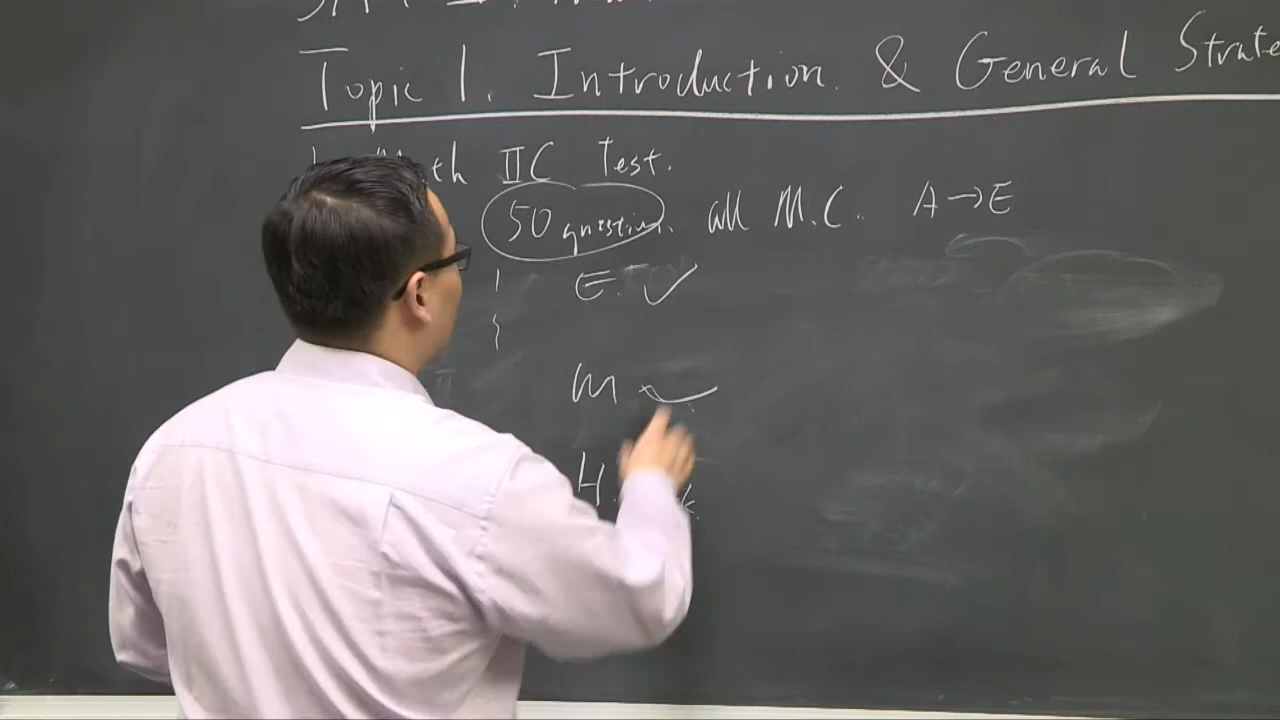 Topic 1. Introduction & General Strate
Math IIC Test.
50 question. all M.C. A→E
E. ✓
M
H.